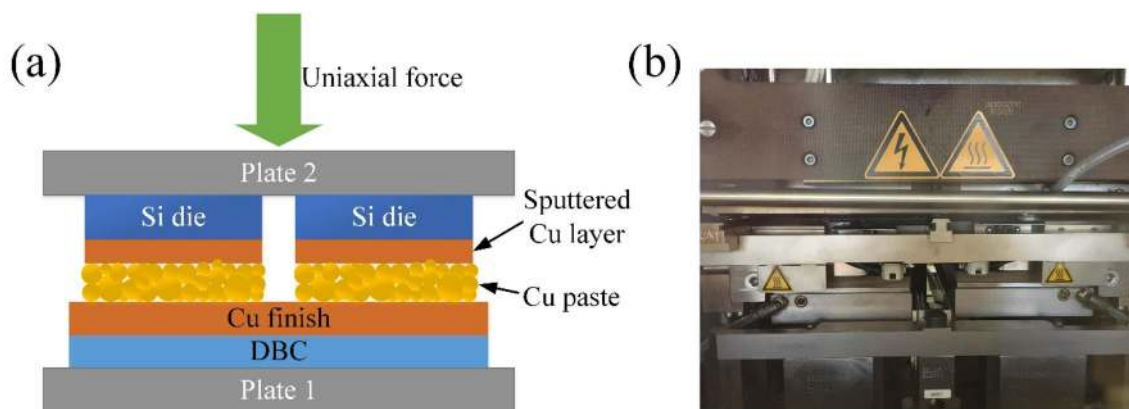 (a)
Uniaxial force
Plate 2
Si die
Si die
Sputtered
Cu layer
Cu paste
Cu finish
DBC
Plate 1
(b)